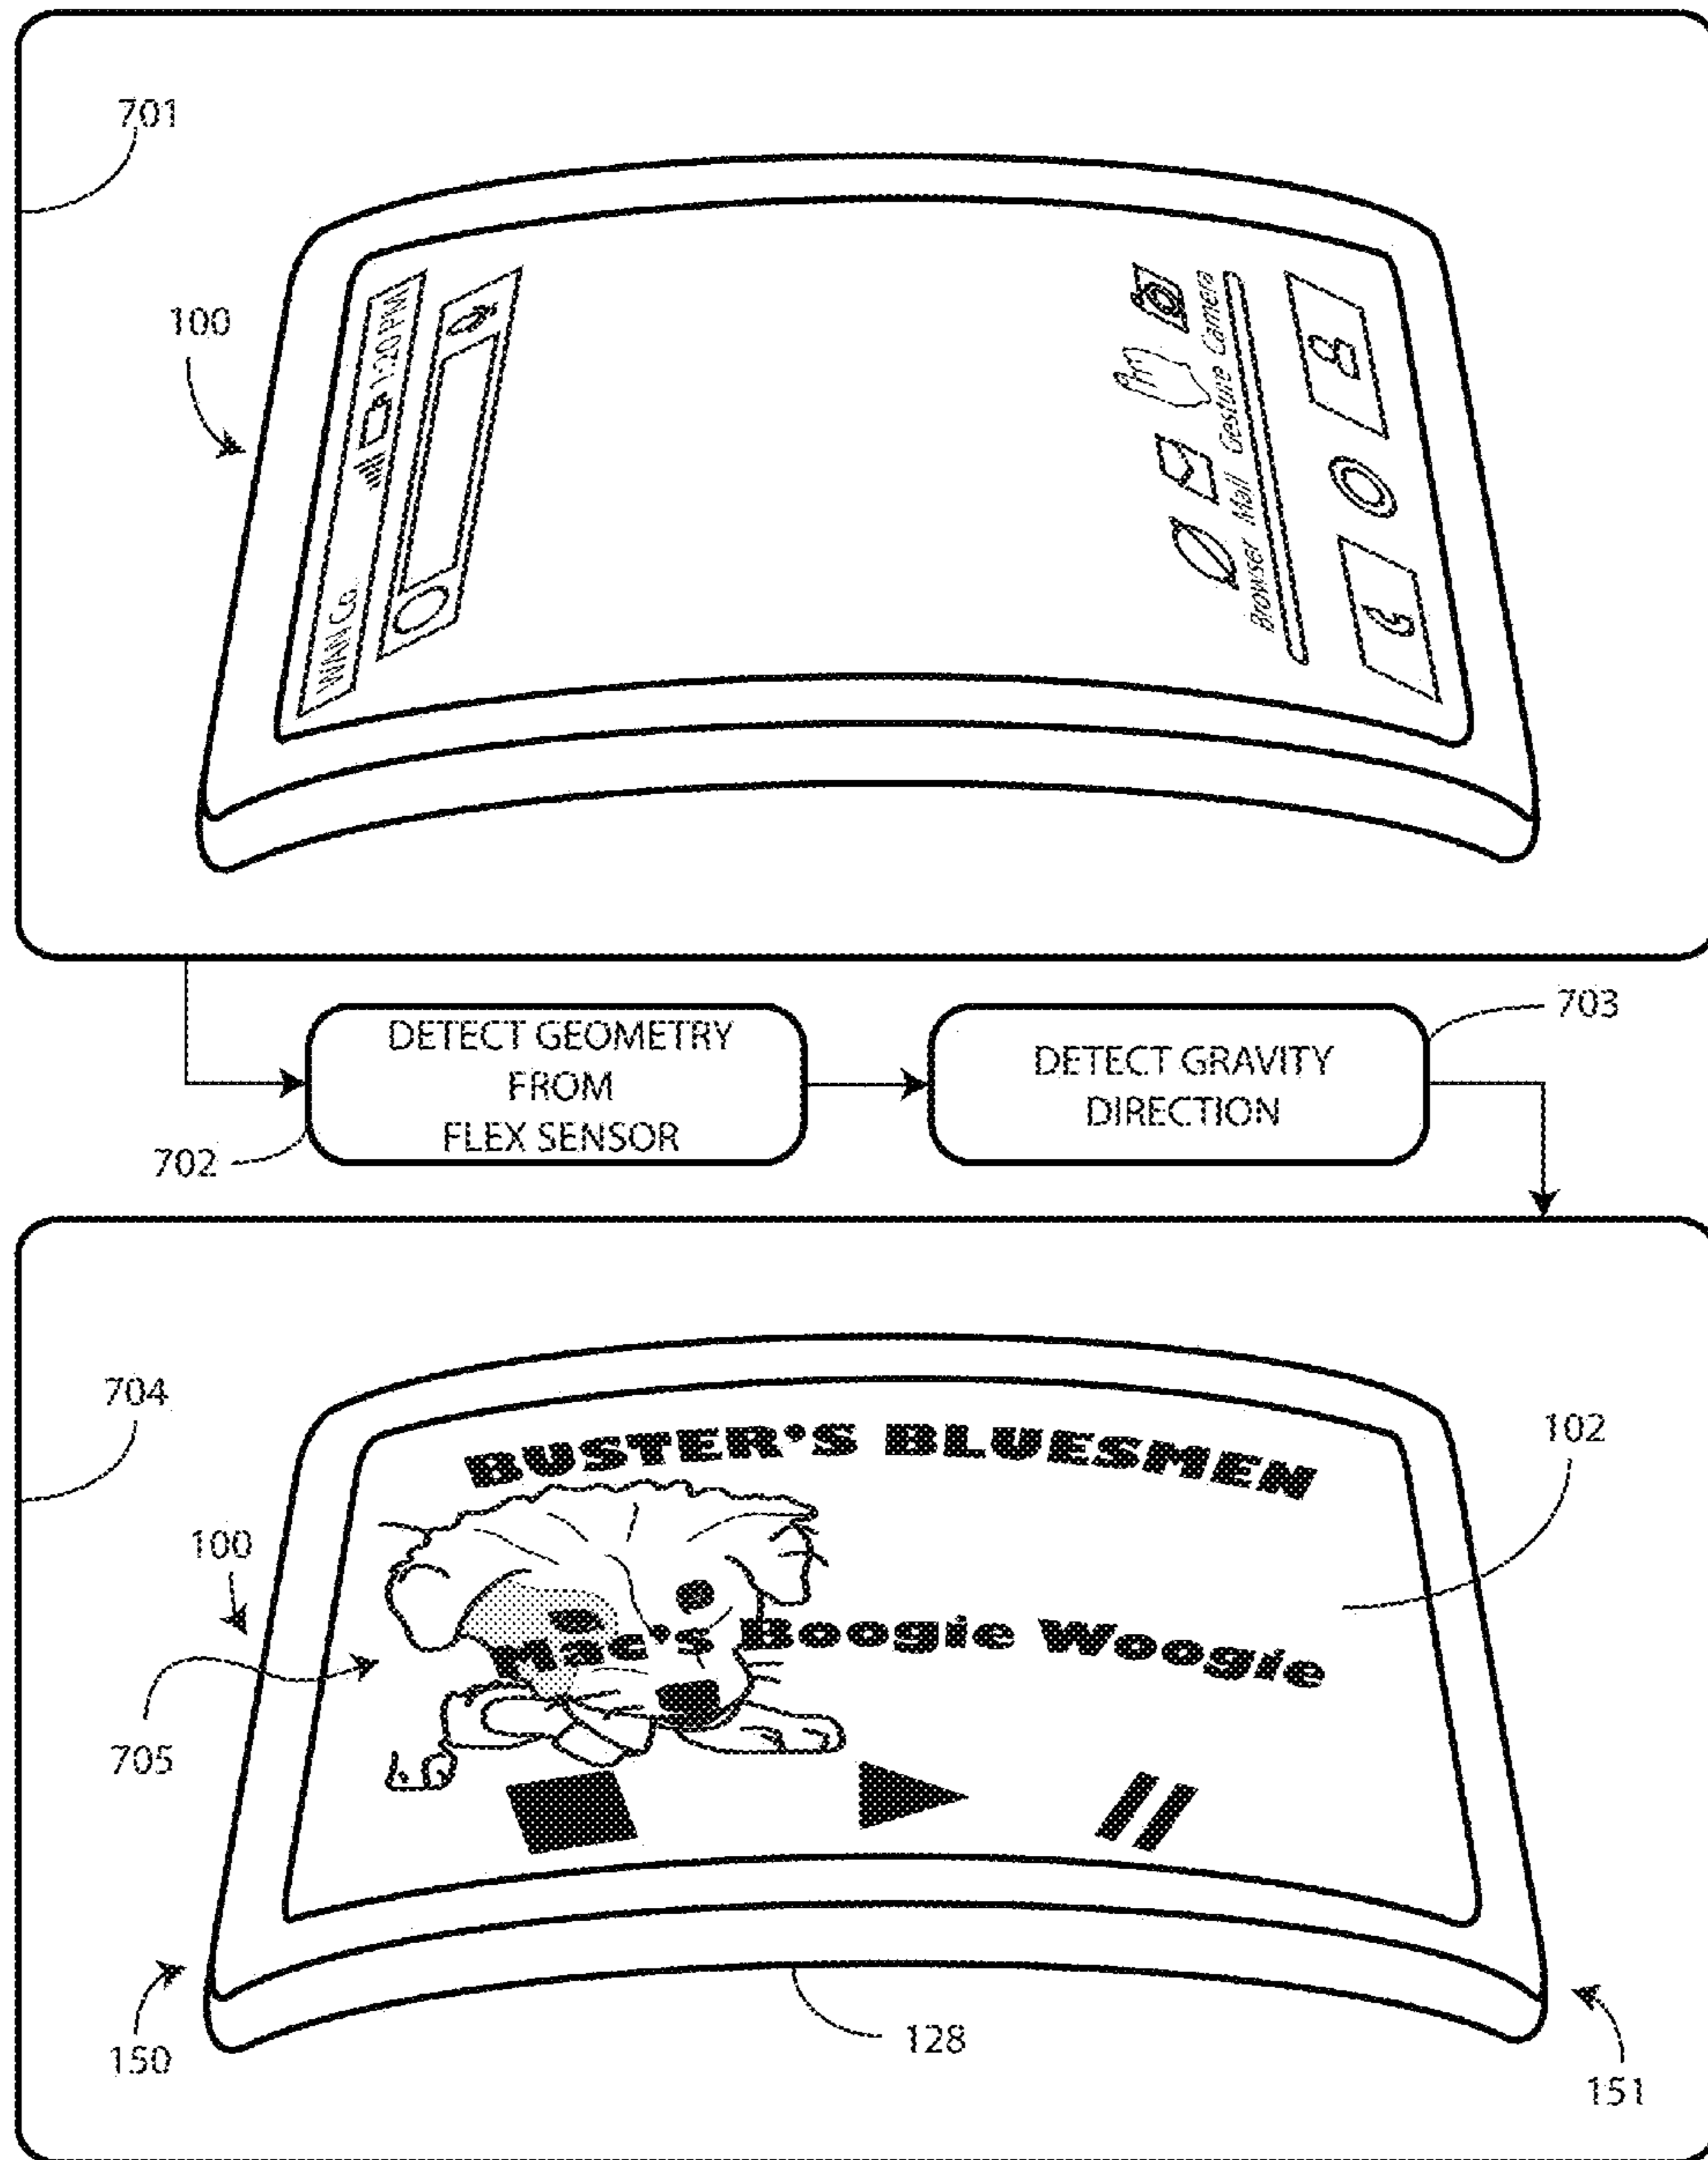 701
100
WAN Co.
1:20 PM
Browser Mail Gesture Camera
DETECT GEOMETRY
FROM
FLEX SENSOR
702
DETECT GRAVITY
DIRECTION
703
704
100
BUSTER'S BLUESMEN
102
Mac's Boogie Woogie
705
150
128
151